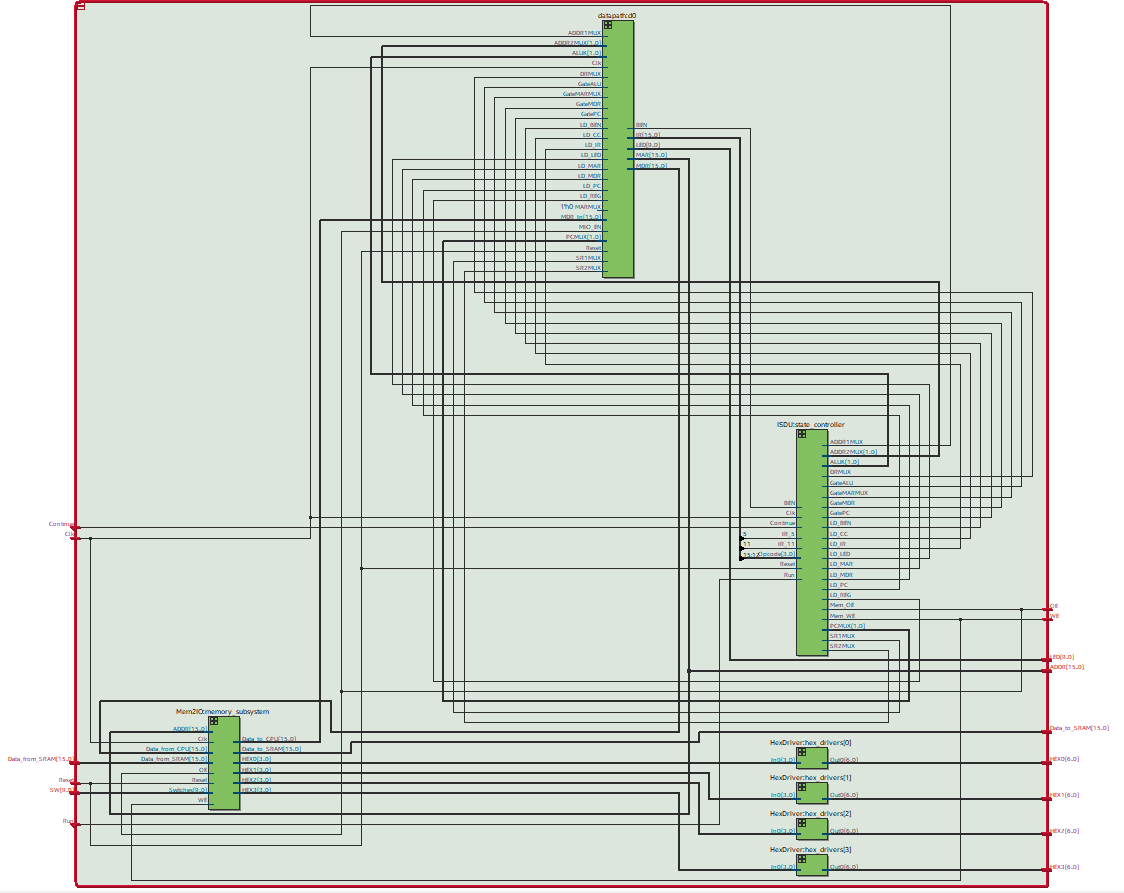 datapath:d0
ADDR1MUX
ADDR2MUX[1..0]
ALUK[1..0]
Clk
DRMUX
GateALU
GateMARMUX
GateMDR
GatePC
LD_BEN
LD_CC
LD_IR
LD_LED
LD_MAR
LD_MDR
LD_PC
LD_REG
1'h0 MARMUX
MDR_In[15..0]
MIO_EN
PCMUX[1..0]
Reset
SR1MUX
SR2MUX
BEN
IR[15..0]
LED[9..0]
MAR[15..0]
MDR[15..0]
ISDU:state_controller
BEN
Clk
Continue
5 IR_5
11 IR_11
15:12 Opcode[3..0]
Reset
Run
ADDR1MUX
ADDR2MUX[1..0]
ALUK[1..0]
DRMUX
GateALU
GateMARMUX
GateMDR
GatePC
LD_BEN
LD_CC
LD_IR
LD_LED
LD_MAR
LD_MDR
LD_PC
LD_REG
Mem_OE
Mem_WE
PCMUX[1..0]
SR1MUX
SR2MUX
Continue
Clk
Data_from_SRAM[15..0]
Reset
SW[9..0]
Run
Mem2IO:memory_subsystem
ADDR[15..0]
Clk
Data_from_CPU[15..0]
Data_from_SRAM[15..0]
OE
Reset
Switches[9..0]
WE
Data_to_CPU[15..0]
Data_to_SRAM[15..0]
HEX0[3..0]
HEX1[3..0]
HEX2[3..0]
HEX3[3..0]
HexDriver:hex_drivers[0]
In0[3..0] Out0[6..0]
HexDriver:hex_drivers[1]
In0[3..0] Out0[6..0]
HexDriver:hex_drivers[2]
In0[3..0] Out0[6..0]
HexDriver:hex_drivers[3]
In0[3..0] Out0[6..0]
OE
WE
LED[9..0]
ADDR[15..0]
Data_to_SRAM[15..0]
HEX0[6..0]
HEX1[6..0]
HEX2[6..0]
HEX3[6..0]